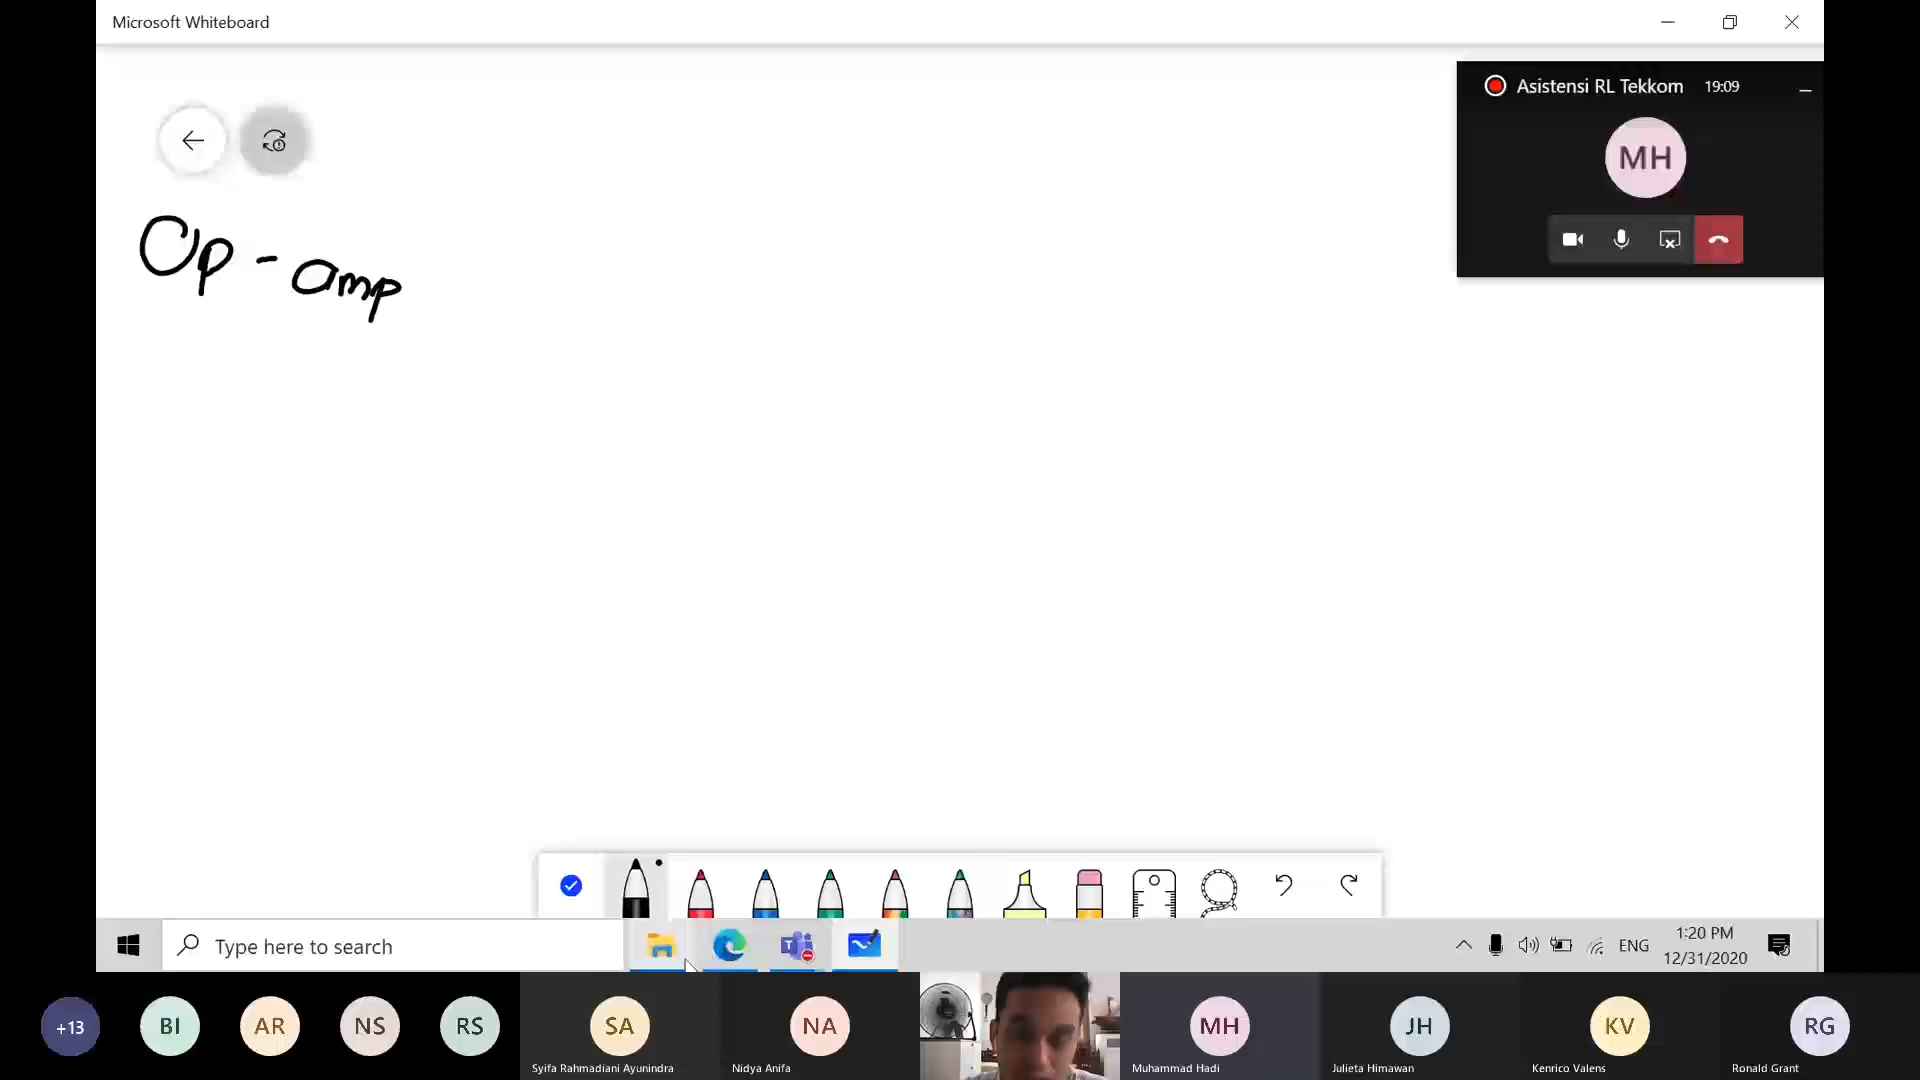 Microsoft Whiteboard
Asistensi RL Tekkom 19:09
MH
Op - amp
Type here to search
ENG
1:20 PM
12/31/2020
+13
BI
AR
NS
RS
SA
NA
MH
JH
KV
RG
Syifa Rahmadiani Ayunindra
Nidya Anifa
Muhammad Hadi
Julieta Himawan
Kenrico Valens
Ronald Grant